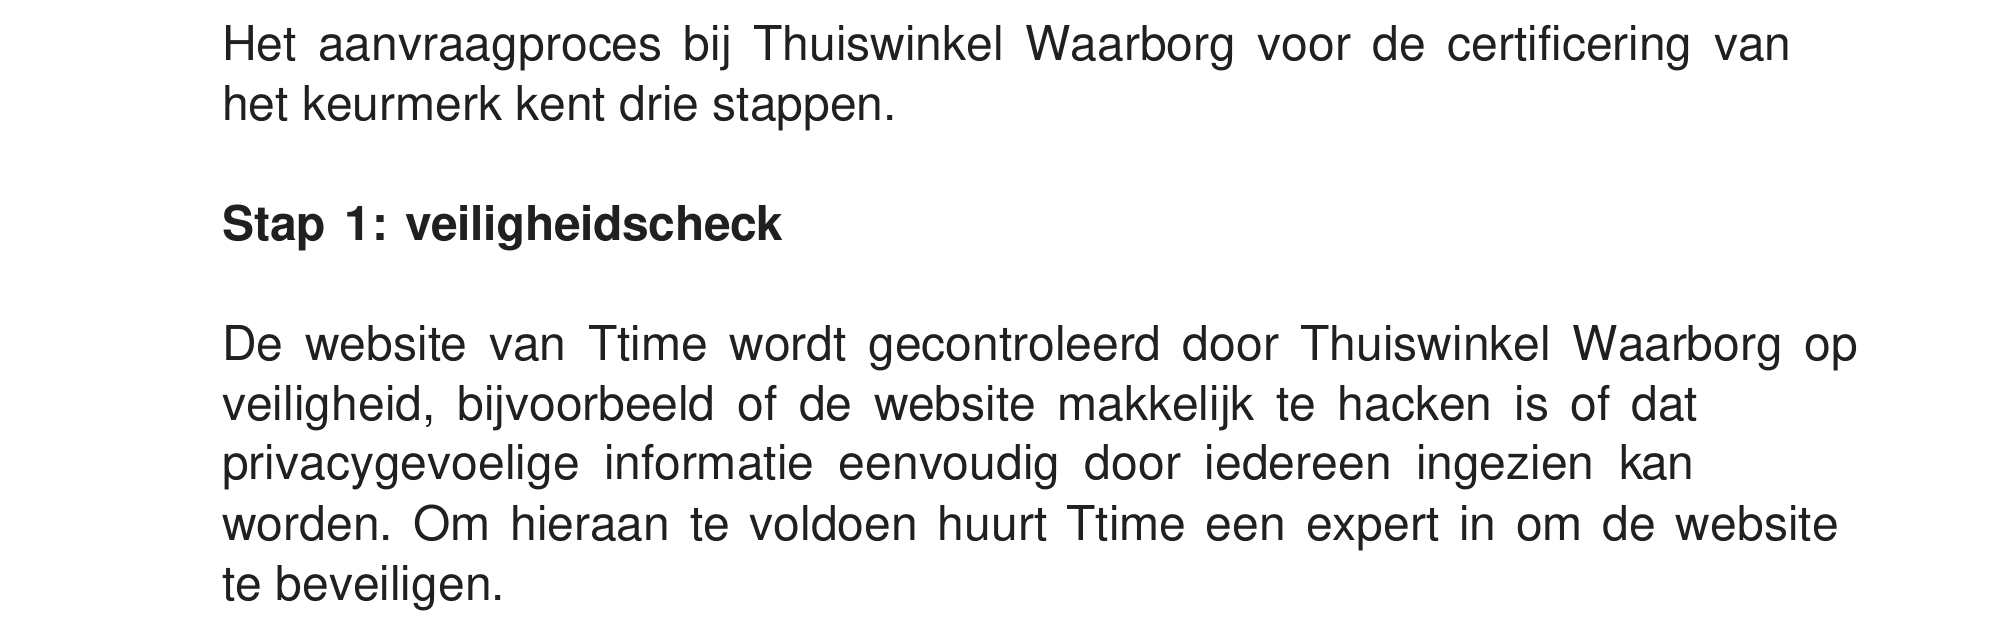 Het aanvraagproces bij Thuiswinkel Waarborg voor de certificering van
het keurmerk kent drie stappen.
Stap 1: veiligheidscheck
De website van Ttime wordt gecontroleerd door Thuiswinkel Waarborg op
veiligheid, bijvoorbeeld of de website makkelijk te hacken is of dat
privacygevoelige informatie eenvoudig door iedereen ingezien kan
worden. Om hieraan te voldoen huurt Ttime een expert in om de website
te beveiligen.